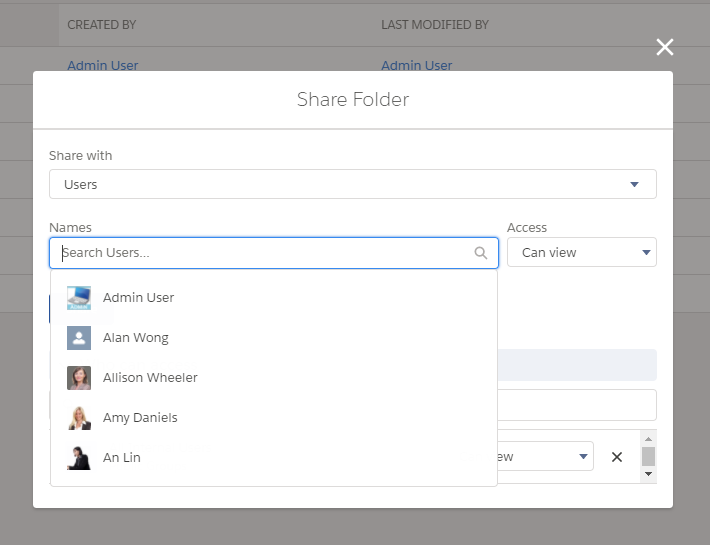 CREATED BY LAST MODIFIED BY
Admin User Admin User
Share Folder
Share with
Users
Names Access
Search Users... Can view
Admin User
Alan Wong
Allison Wheeler
Amy Daniels
An Lin